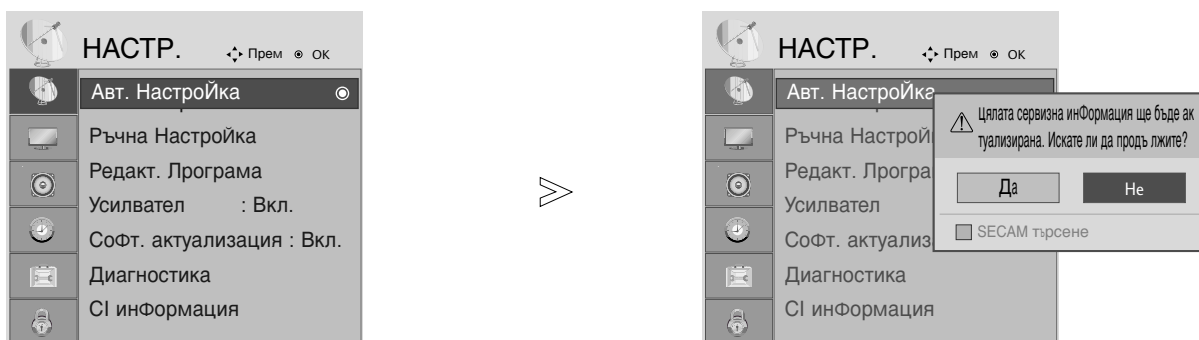 НАСТР. Прем ОК
Авт. НастроЙка
Ръчна НастроЙка
Редакт. Програма
Усилвател : Вкл.
СоФт. актуализация : Вкл.
Диагностика
CI инФормация
НАСТР. Прем ОК
Авт. НастроЙка
Ръчна НастроЙ
Редакт. Програ
Усилвател
СоФт. актуализ
Диагностика
CI инФормация
Цялата сервизна инФормация ще бъде ак
туализирана. Искате ли да продъ лжите?
Да Не
SECAM търсене